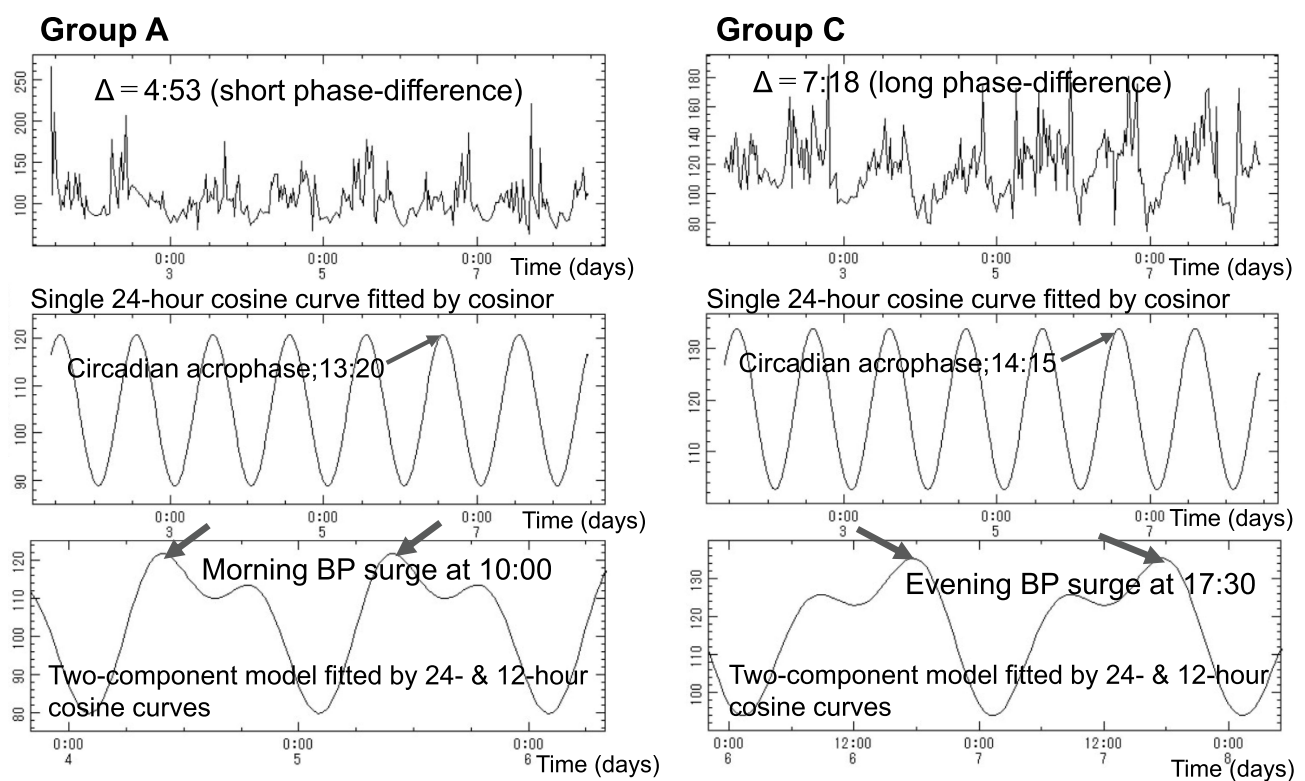 Group A
Δ＝4:53 (short phase-difference)
250
200
150
100
0:00 0:00 0:00
3 5 7
Time (days)
Single 24-hour cosine curve fitted by cosinor
Circadian acrophase;13:20
120
110
100
90
0:00 0:00 0:00
3 5 7
Time (days)
Morning BP surge at 10:00
120
110
100
90
80
Two-component model fitted by 24- & 12-hour
cosine curves
0:00 0:00 0:00
4 5 6
Time (days)
Group C
Δ＝7:18 (long phase-difference)
180
160
140
120
100
80
0:00 0:00 0:00
3 5 7
Time (days)
Single 24-hour cosine curve fitted by cosinor
Circadian acrophase;14:15
130
120
110
0:00 0:00 0:00
3 5 7
Time (days)
Evening BP surge at 17:30
130
120
110
100
Two-component model fitted by 24- & 12-hour
cosine curves
0:00 12:00 0:00 12:00 0:00
6 6 7 7 8
Time (days)